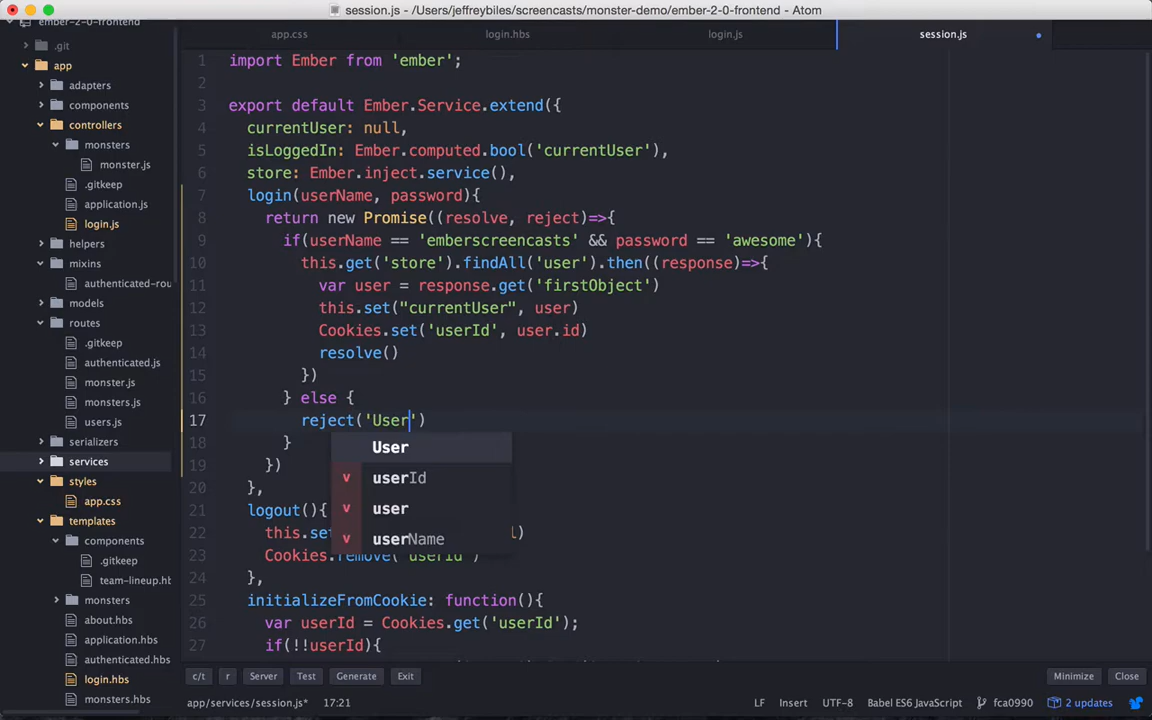 session.js - /Users/jeffreybiles/screencasts/monster-demo/ember-2-0-frontend - Atom
ember-2-0-frontend
app.css
login.hbs
login.js
session.js
.git
app
adapters
components
controllers
monsters
monster.js
.gitkeep
application.js
login.js
helpers
mixins
authenticated-rou
models
routes
.gitkeep
authenticated.js
monster.js
monsters.js
users.js
serializers
services
styles
app.css
templates
components
.gitkeep
team-lineup.hb
monsters
about.hbs
application.hbs
authenticated.hbs
login.hbs
monsters.hbs
1 import Ember from 'ember';
2
3 export default Ember.Service.extend({
4 currentUser: null,
5 isLoggedIn: Ember.computed.bool('currentUser'),
6 store: Ember.inject.service(),
7 login(userName, password){
8 return new Promise((resolve, reject)=>{
9 if(userName == 'emberscreencasts' && password == 'awesome'){
10 this.get('store').findAll('user').then((response)=>{
11 var user = response.get('firstObject')
12 this.set("currentUser", user)
13 Cookies.set('userId', user.id)
14 resolve()
15 })
16 } else {
17 reject('User')
18 }
19 })
20 },
21 logout(){
22 this.set )
23 Cookies.remove('userId')
24 },
25 initializeFromCookie: function(){
26 var userId = Cookies.get('userId');
27 if(!!userId){
User
v userId
v user
v userName
c/t r Server Test Generate Exit Minimize Close
app/services/session.js* 17:21 LF Insert UTF-8 Babel ES6 JavaScript fca0990 2 updates